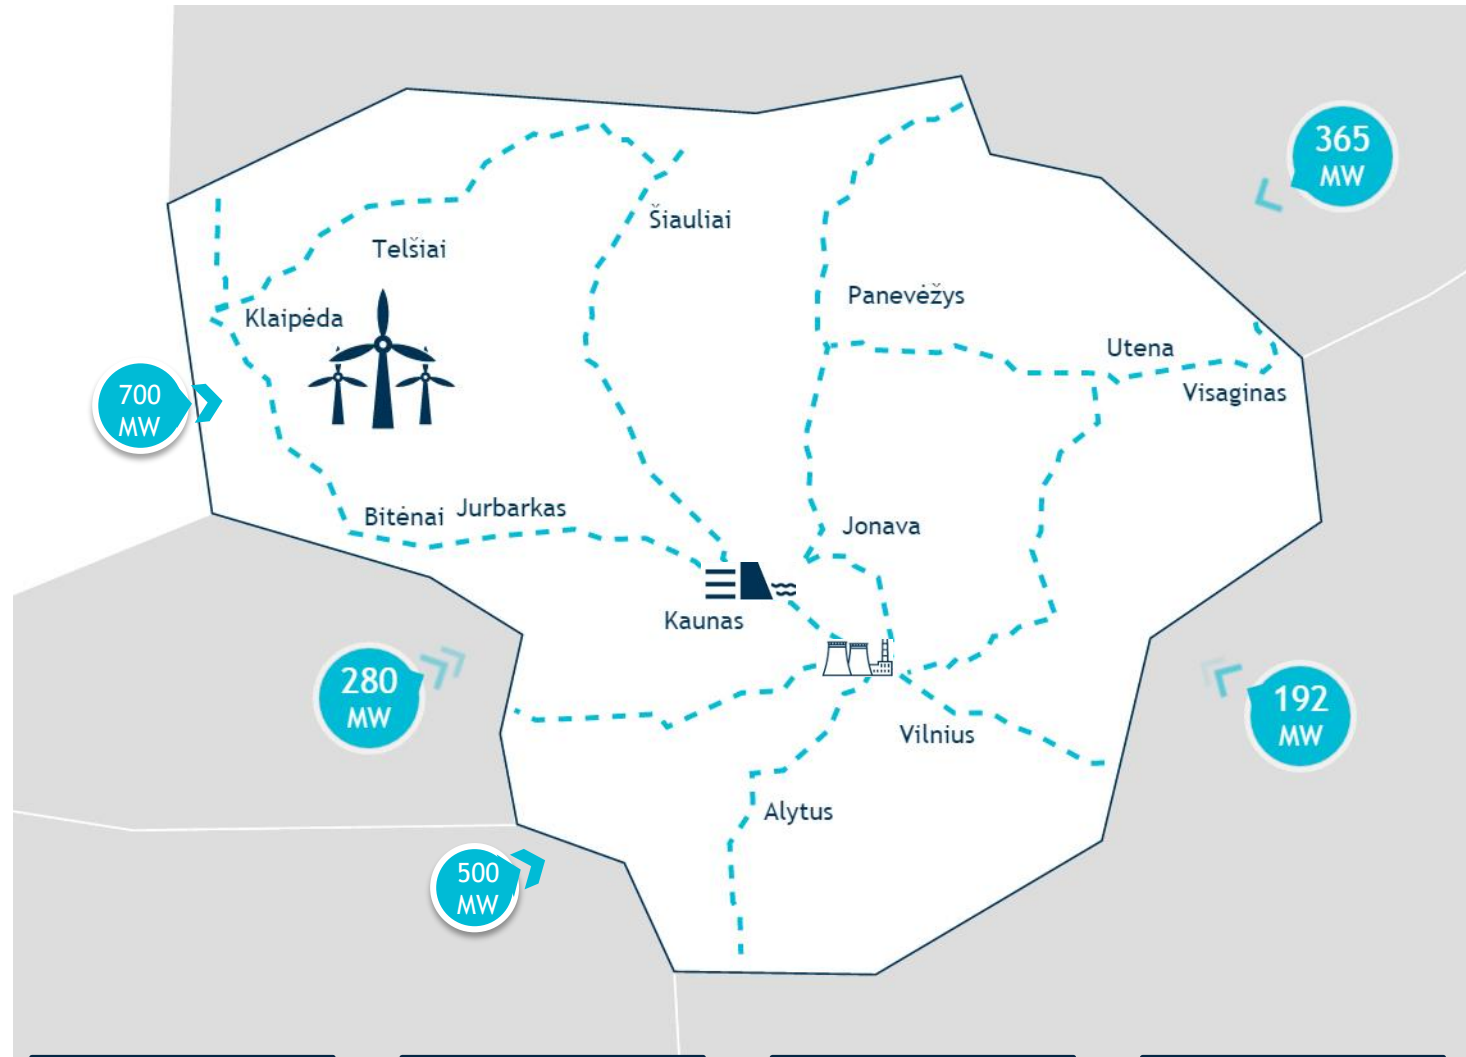 365
MW
Šiauliai
Telšiai
Panevėžys
Klaipėda
Utena
Visaginas
700
MW
Bitėnai
Jurbarkas
Jonava
Kaunas
280
MW
192
MW
Vilnius
Alytus
500
MW